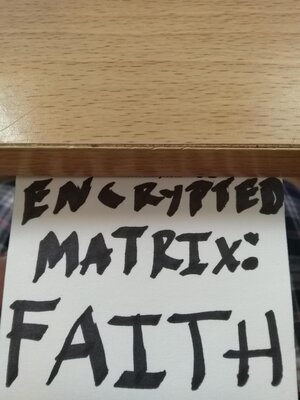 ENCRYPTED
MATRIX:
FAITH